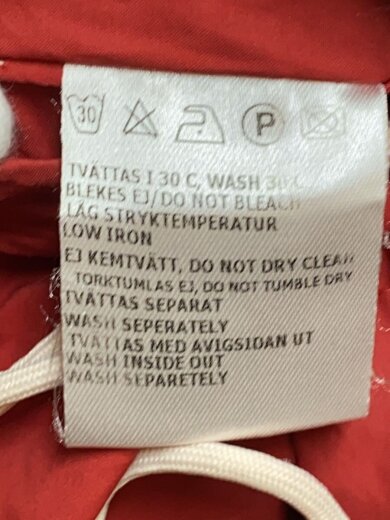 30 P
TVÄTTAS I 30 C, WASH 30 C
BLEKES EJ/DO NOT BLEACH
LÅG STRYKTEMPERATUR
LOW IRON
EJ KEMTVÄTT, DO NOT DRY CLEAN
TORKTUMLAS EJ, DO NOT TUMBLE DRY
TVÄTTAS SEPARAT
WASH SEPERATELY
TVÄTTAS MED AVIGSIDAN UT
WASH INSIDE OUT
WASH SEPARETELY